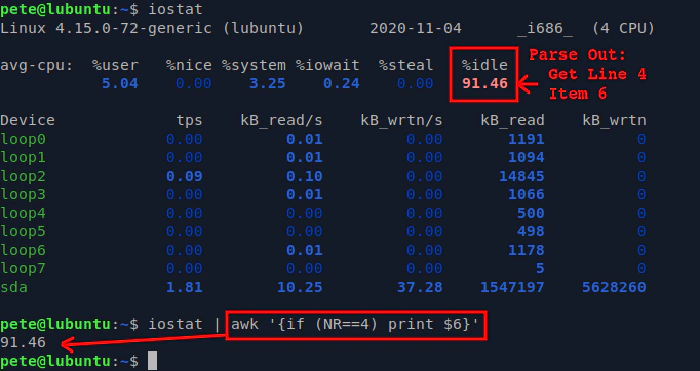 pete@lubuntu:~$ iostat
Linux 4.15.0-72-generic (lubuntu) 2020-11-04 _i686_ (4 CPU)
avg-cpu: %user %nice %system %iowait %steal %idle
5.04 0.00 3.25 0.24 0.00 91.46
Parse Out:
Get Line 4
Item 6
Device tps kB_read/s kB_wrtn/s kB_read kB_wrtn
loop0 0.00 0.01 0.00 1191 0
loop1 0.00 0.01 0.00 1094 0
loop2 0.09 0.10 0.00 14845 0
loop3 0.00 0.01 0.00 1066 0
loop4 0.00 0.00 0.00 500 0
loop5 0.00 0.00 0.00 498 0
loop6 0.00 0.01 0.00 1178 0
loop7 0.00 0.00 0.00 5 0
sda 1.81 10.25 37.28 1547197 5628260
pete@lubuntu:~$ iostat | awk '{if (NR==4) print $6}'
91.46
pete@lubuntu:~$